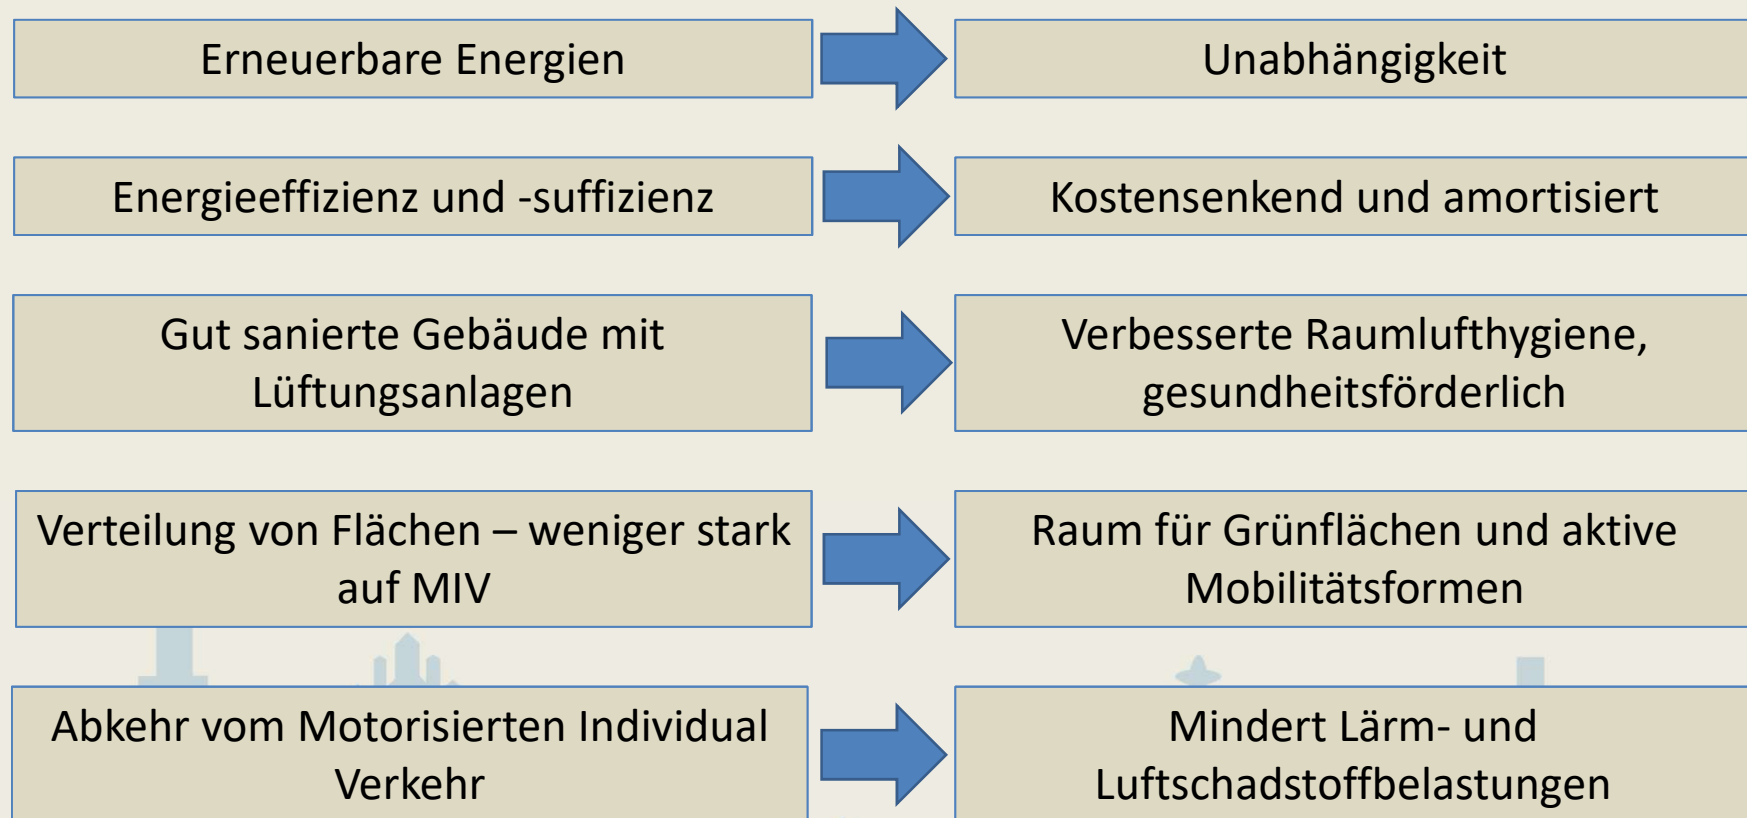 Erneuerbare Energien
Unabhängigkeit
Energieeffizienz und -suffizienz
Kostensenkend und amortisiert
Gut sanierte Gebäude mit
Lüftungsanlagen
Verbesserte Raumlufthygiene,
gesundheitsförderlich
Verteilung von Flächen – weniger stark
auf MIV
Raum für Grünflächen und aktive
Mobilitätsformen
Abkehr vom Motorisierten Individual
Verkehr
Mindert Lärm- und
Luftschadstoffbelastungen